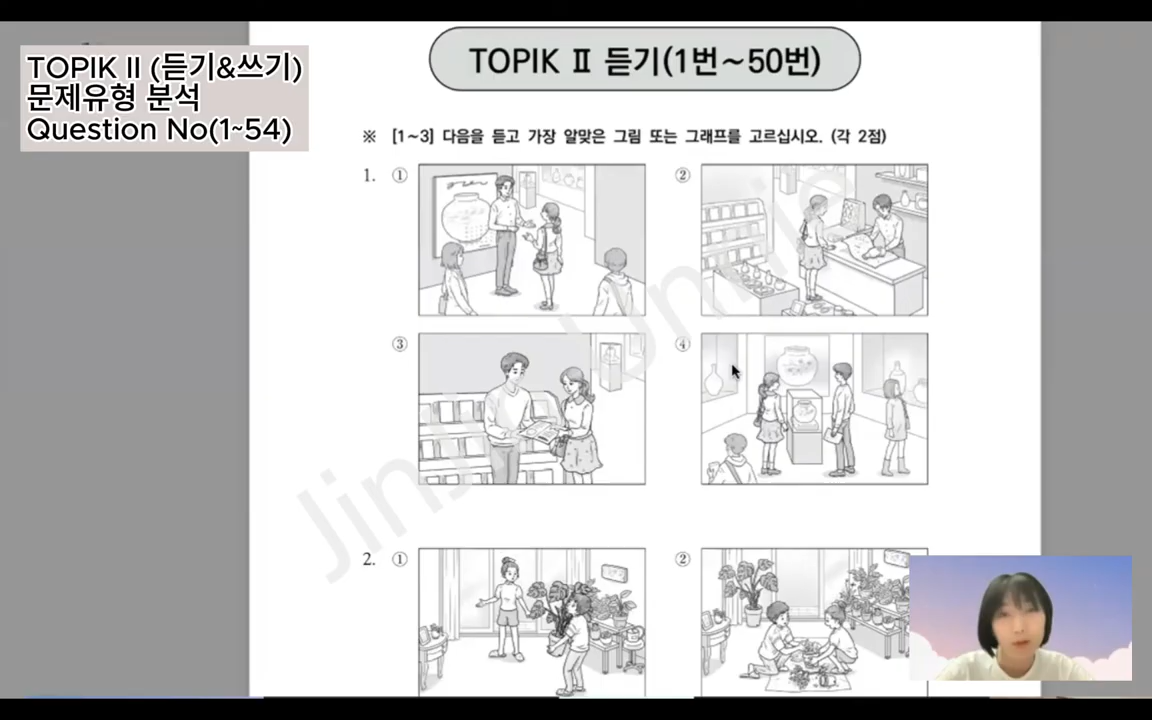 TOPIK II (듣기&쓰기)
문제유형 분석
Question No(1~54)
TOPIK Ⅱ 듣기(1번~50번)
※ [1~3] 다음을 듣고 가장 알맞은 그림 또는 그래프를 고르십시오. (각 2점)
1. ① ②
③ ④
2. ① ②